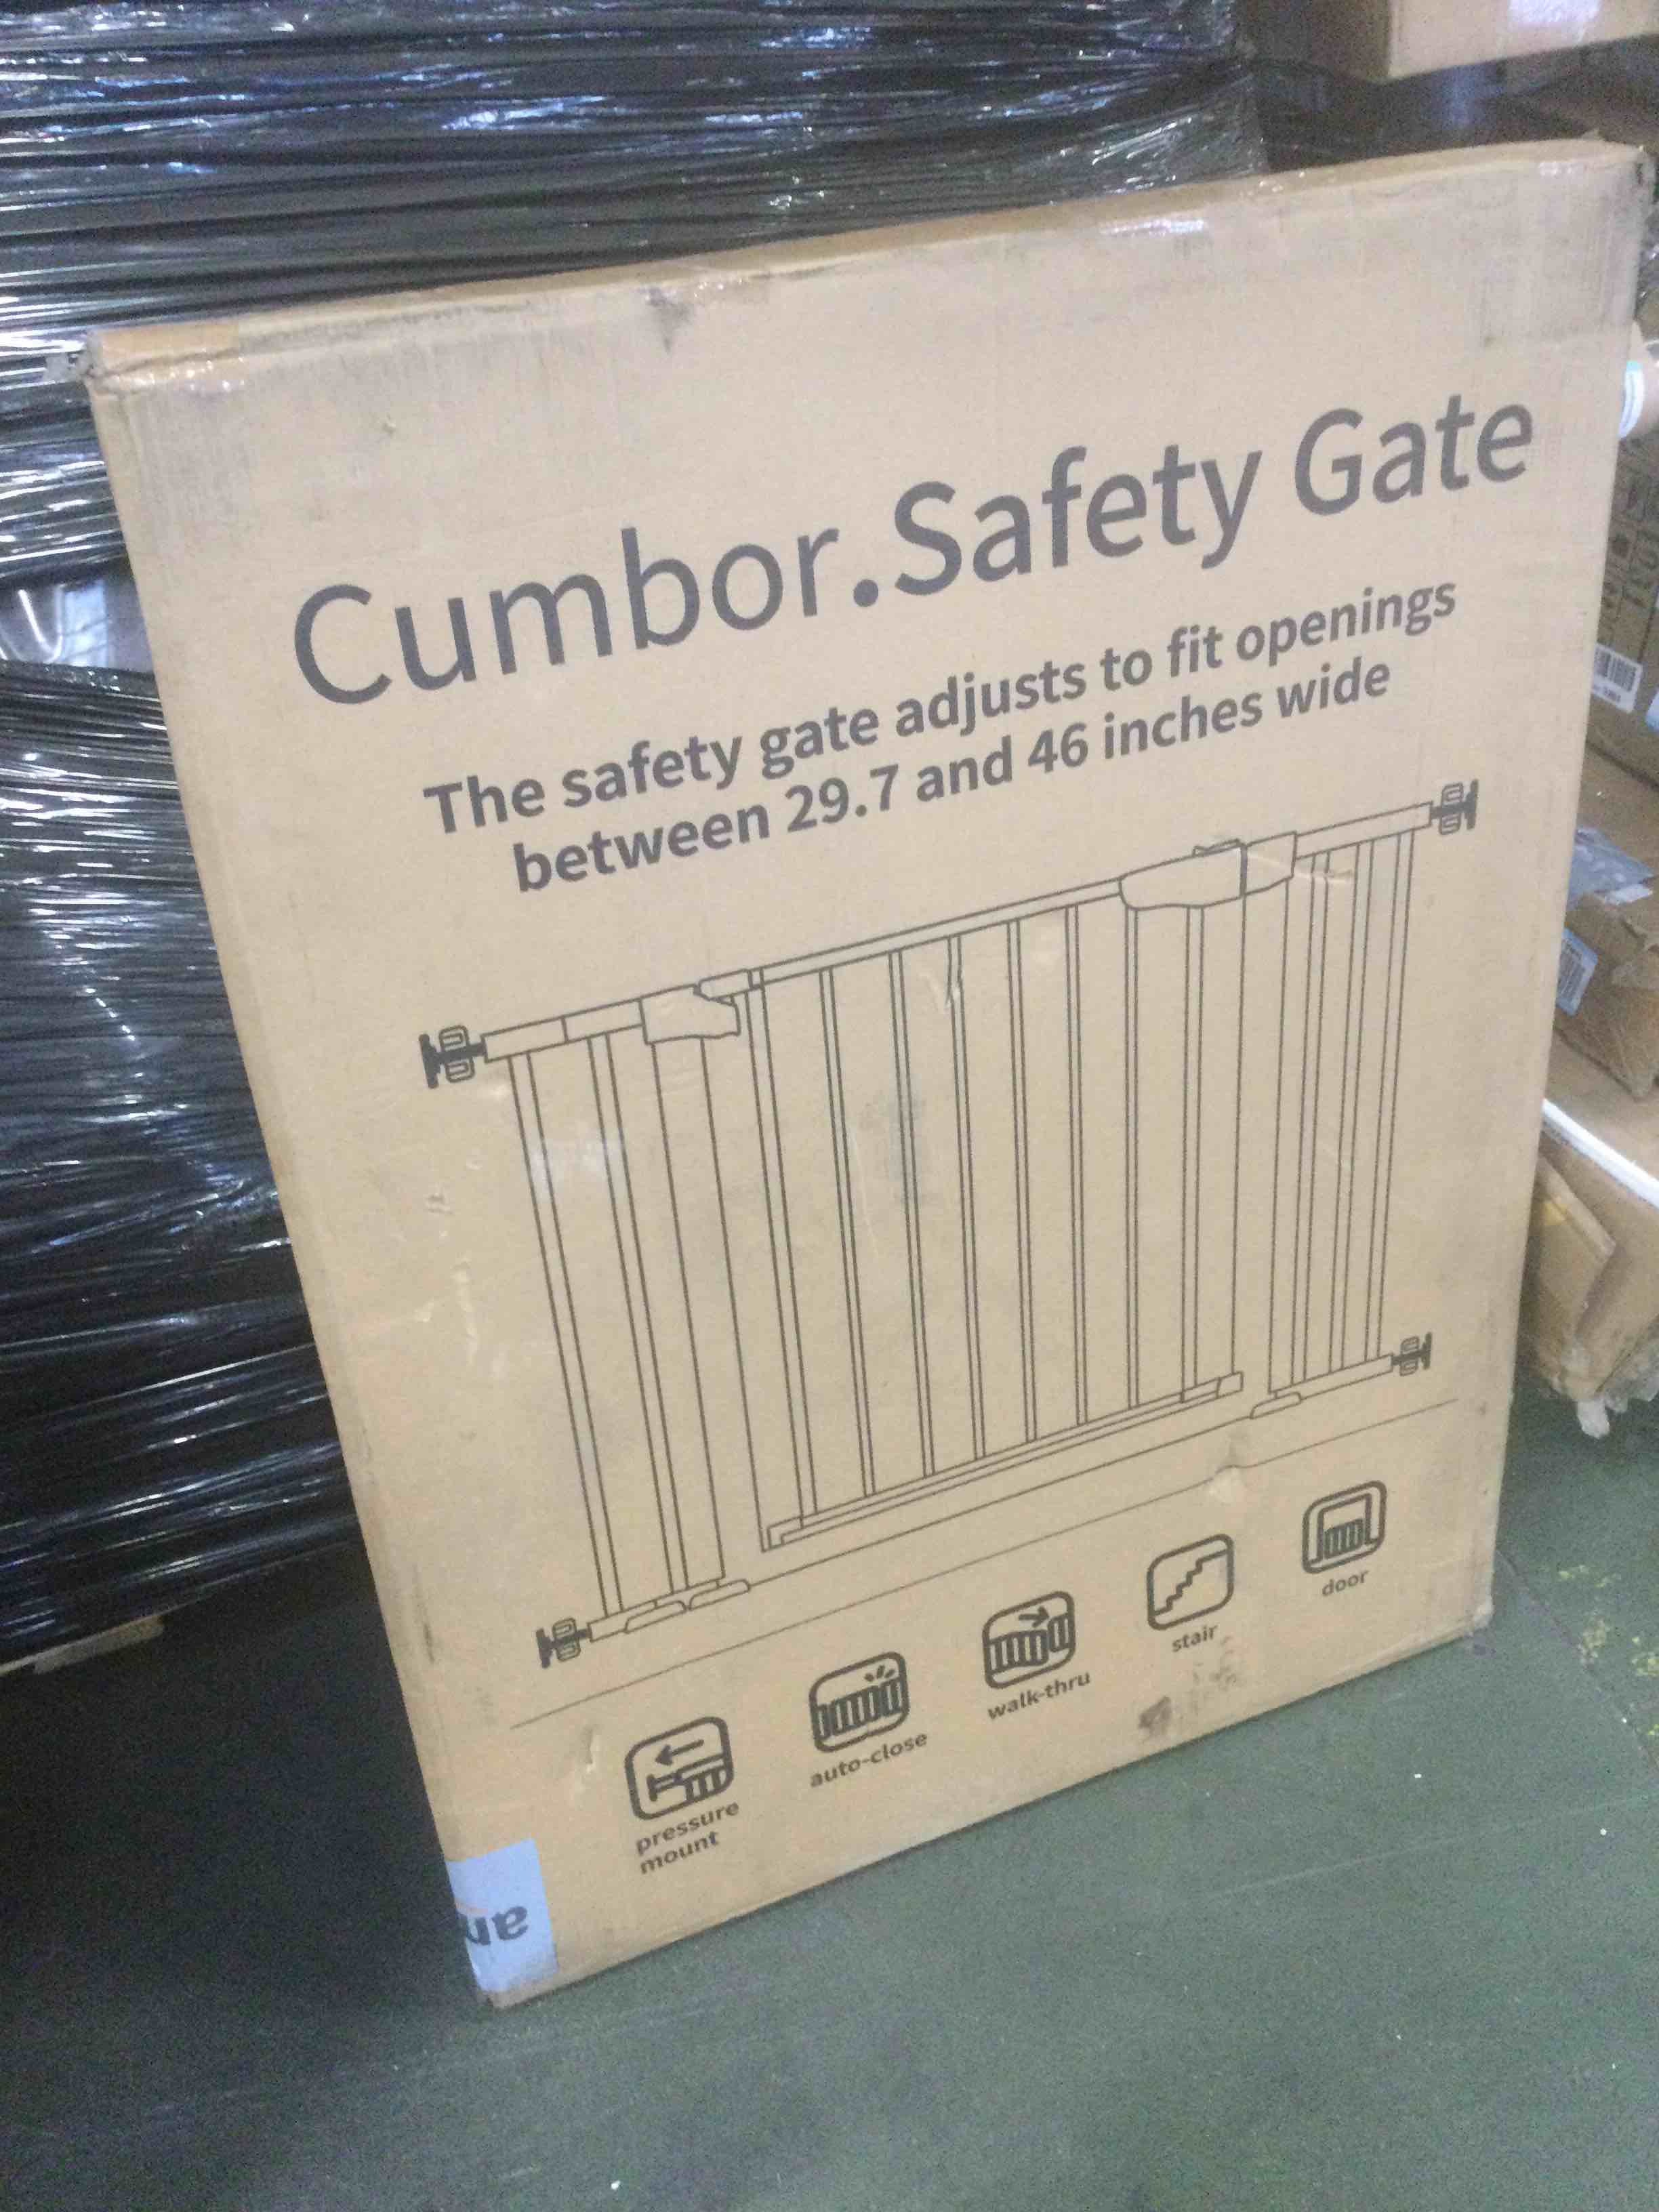 Cumbor.Safety Gate
The safety gate adjusts to fit openings
between 29.7 and 46 inches wide
pressure
mount
auto-close
walk-thru
stair
door